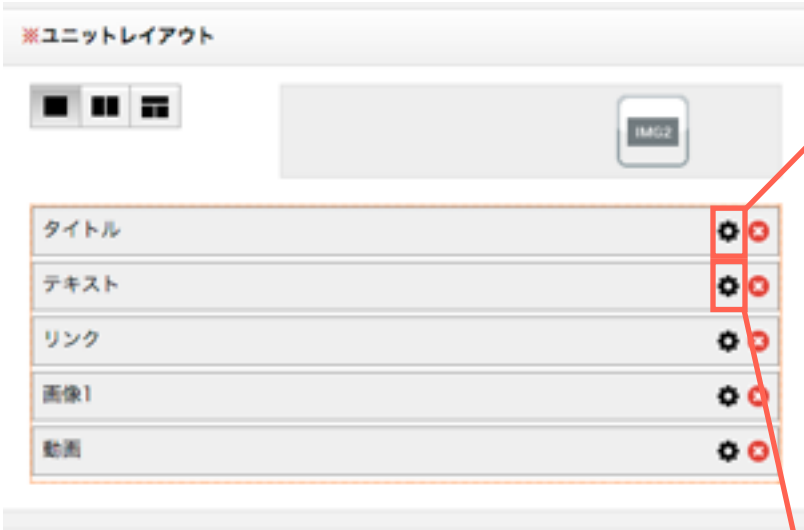 ※ユニットレイアウト
IMG2
タイトル
テキスト
リンク
画像1
動画